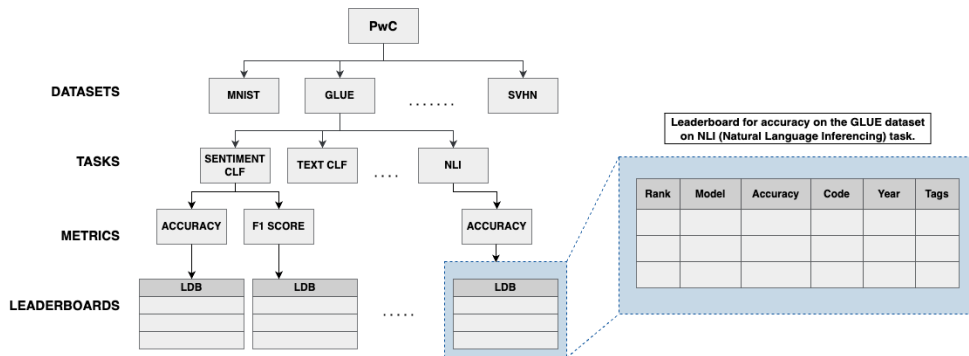 PwC
DATASETS
MNIST
GLUE
.......
SVHN
Leaderboard for accuracy on the GLUE dataset
on NLI (Natural Language Inferencing) task.
TASKS
SENTIMENT
CLF
TEXT CLF
....
NLI
Rank Model Accuracy Code Year Tags
METRICS
ACCURACY
F1 SCORE
ACCURACY
LEADERBOARDS
LDB
LDB
.....
LDB